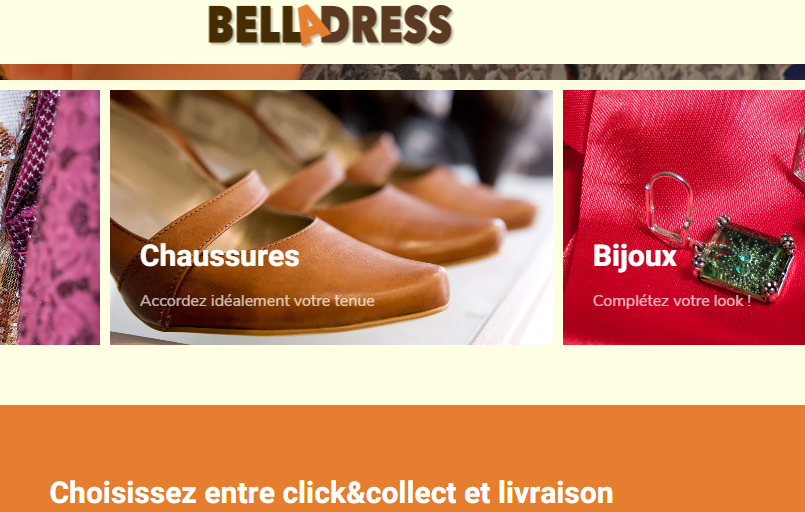 BELLADRESS
Chaussures
Accordez idéalement votre tenue
Bijoux
Complétez votre look !
Choisissez entre click&collect et livraison